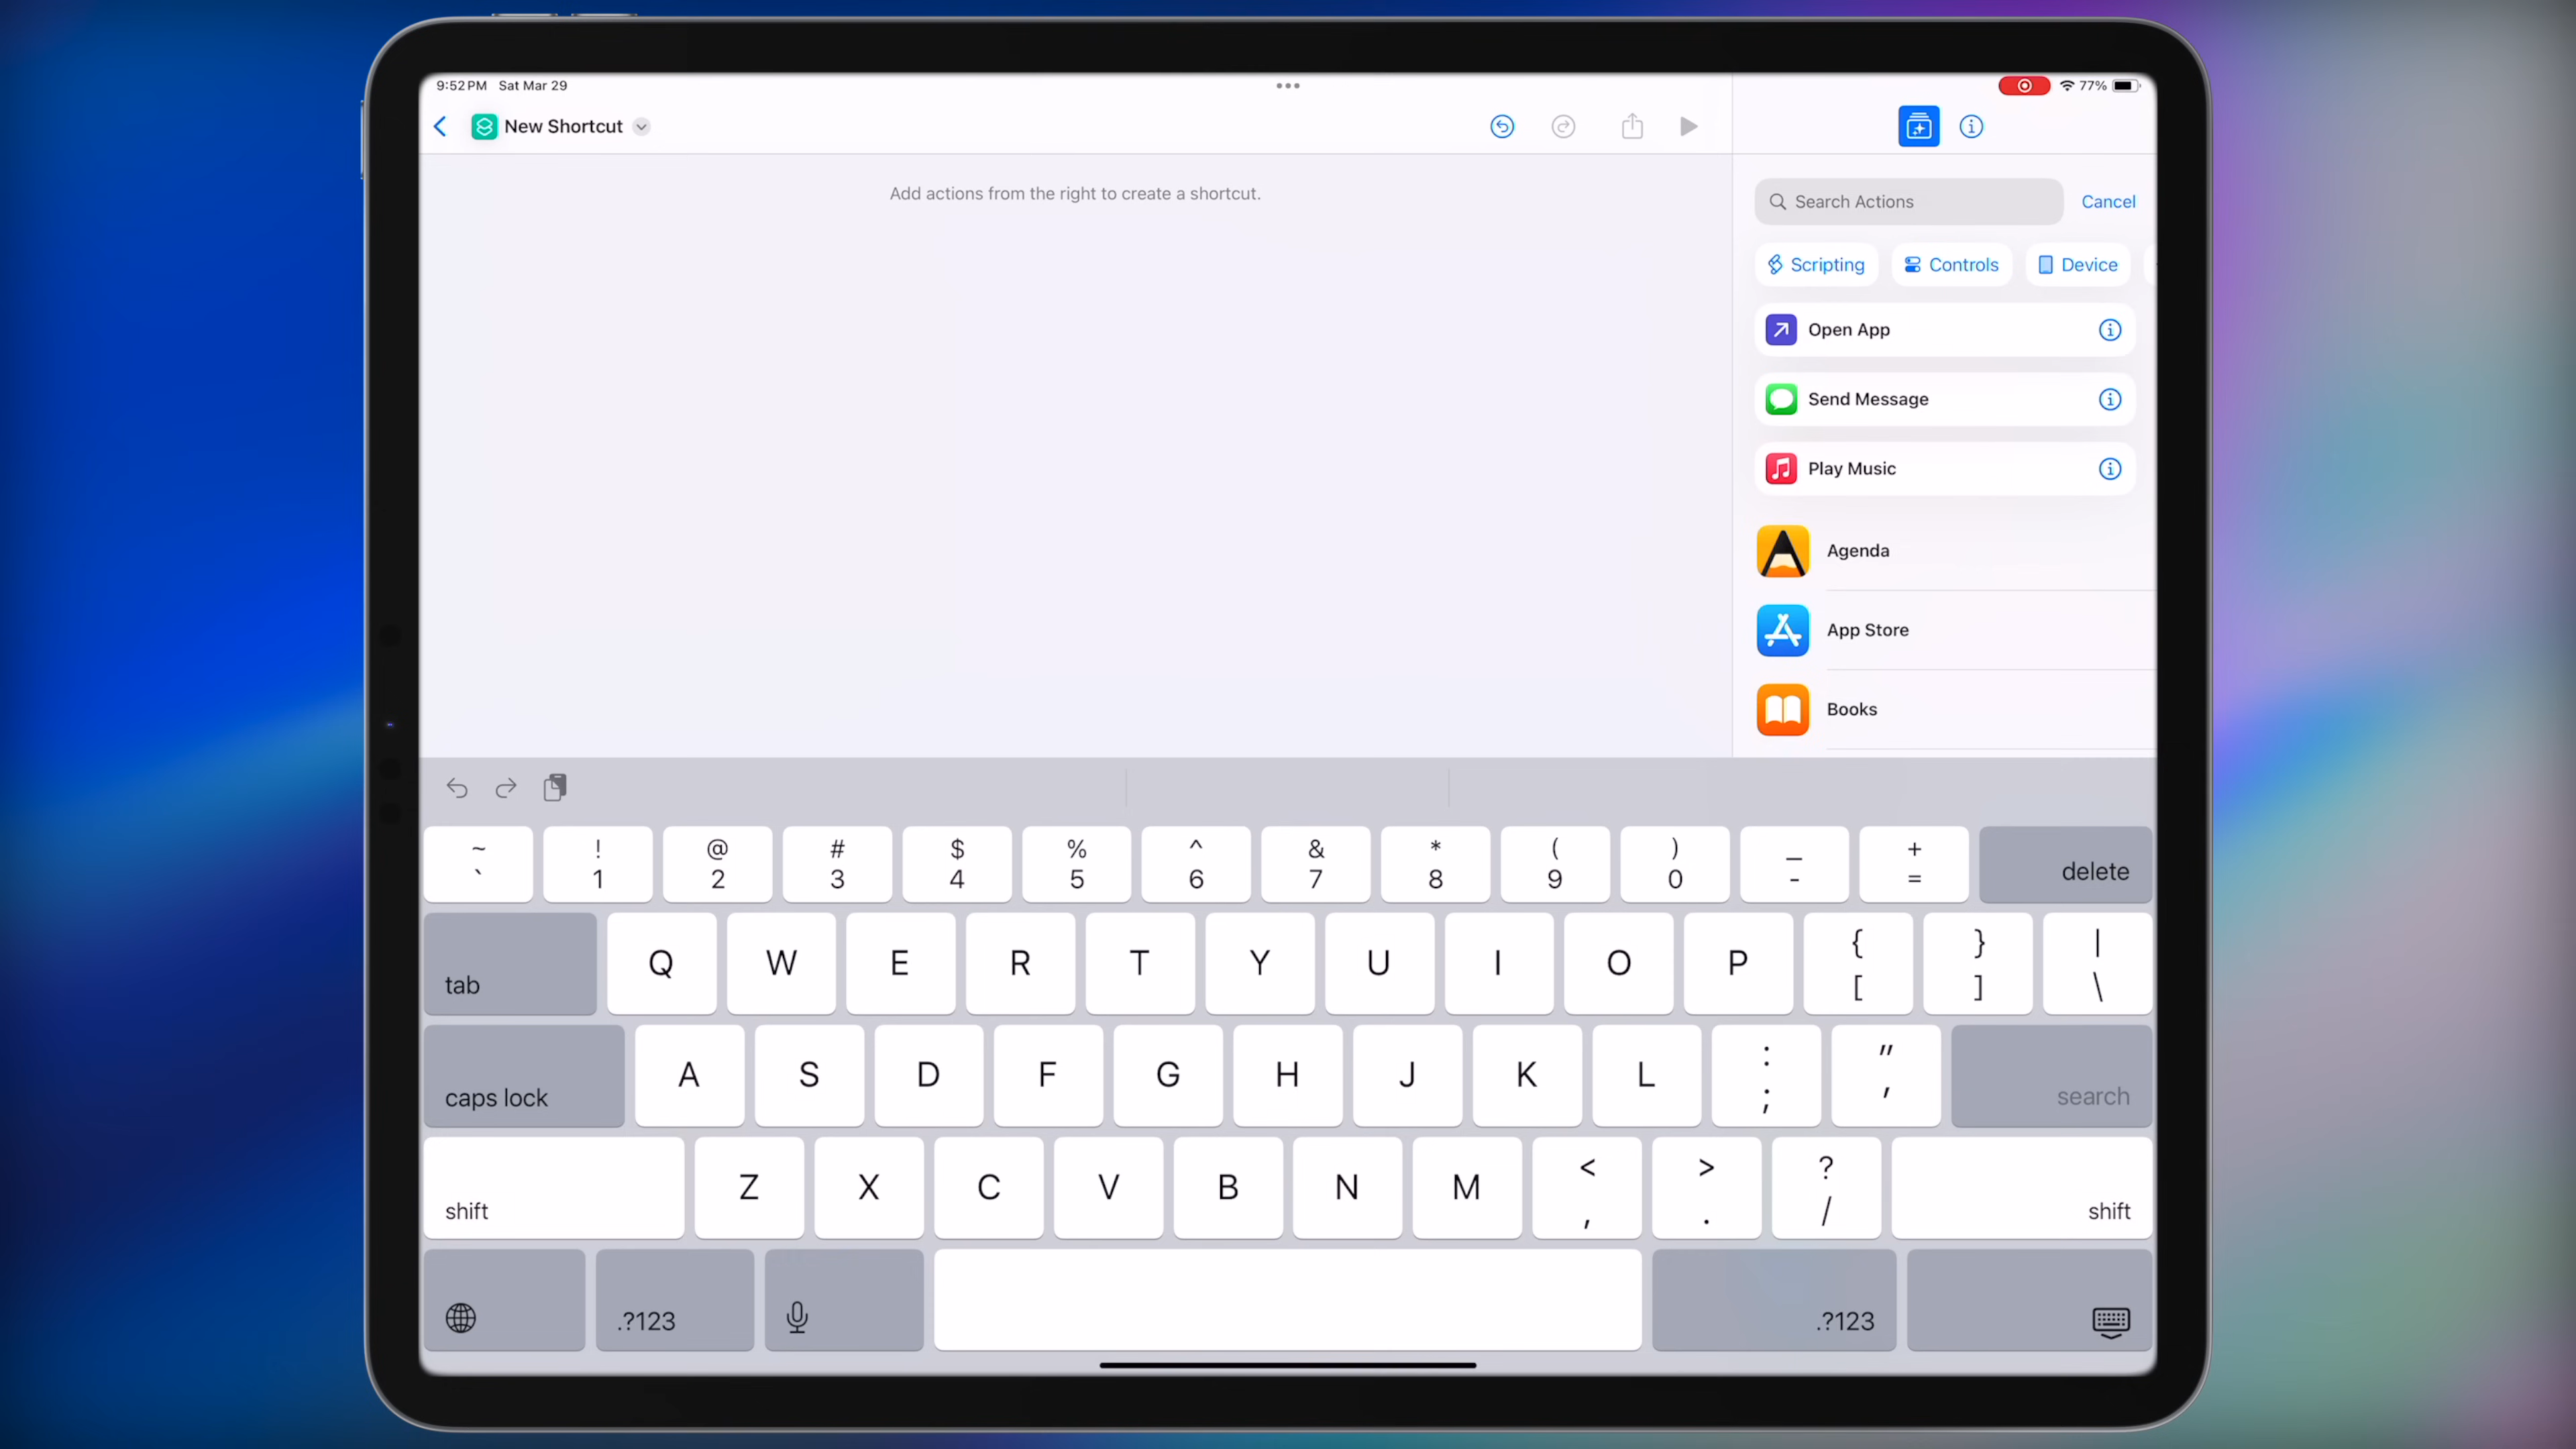 9:52 PM Sat Mar 29
77%
New Shortcut
Add actions from the right to create a shortcut.
Search Actions
Cancel
Scripting
Controls
Device
Open App
Send Message
Play Music
Agenda
App Store
Books
~ ! @ # $ % ^ & * ( ) _ +
` 1 2 3 4 5 6 7 8 9 0 - = delete
tab Q W E R T Y U I O P { [ } ] | \
caps lock A S D F G H J K L : ; " ' search
shift Z X C V B N M < , > . ? / shift
.?123 .?123